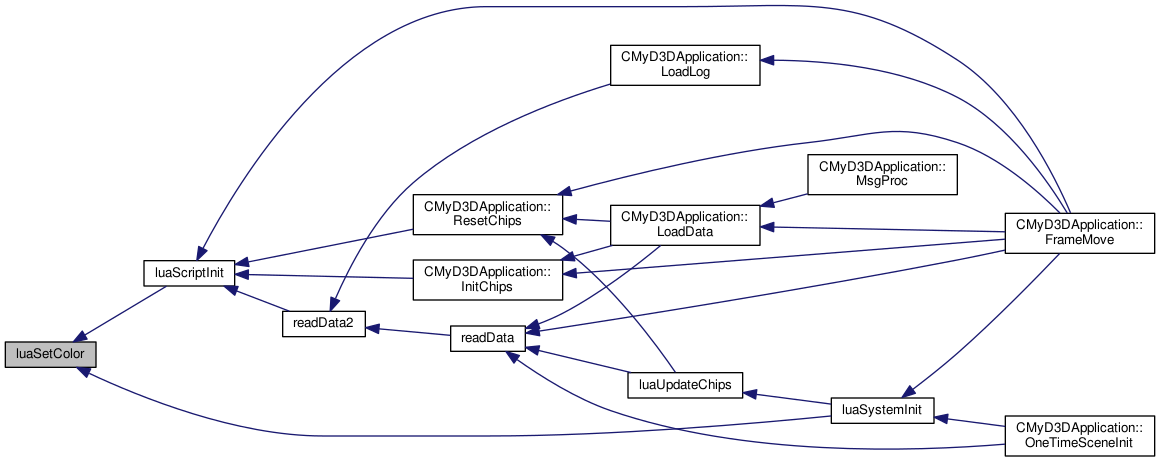 CMyD3DApplication::
LoadLog
CMyD3DApplication::
MsgProc
CMyD3DApplication::
ResetChips
CMyD3DApplication::
LoadData
CMyD3DApplication::
FrameMove
luaScriptInit
CMyD3DApplication::
InitChips
readData2
readData
luaSetColor
luaUpdateChips
luaSystemInit
CMyD3DApplication::
OneTimeSceneInit